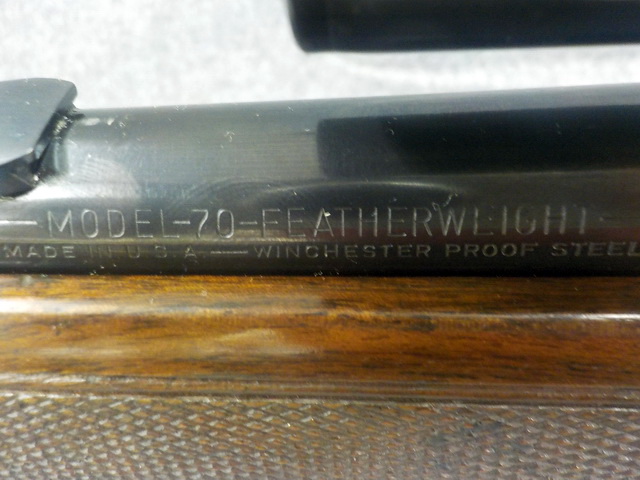 —MODEL-70-FEATHERWEIGHT—
MADE IN U.S.A.—WINCHESTER PROOF STEEL